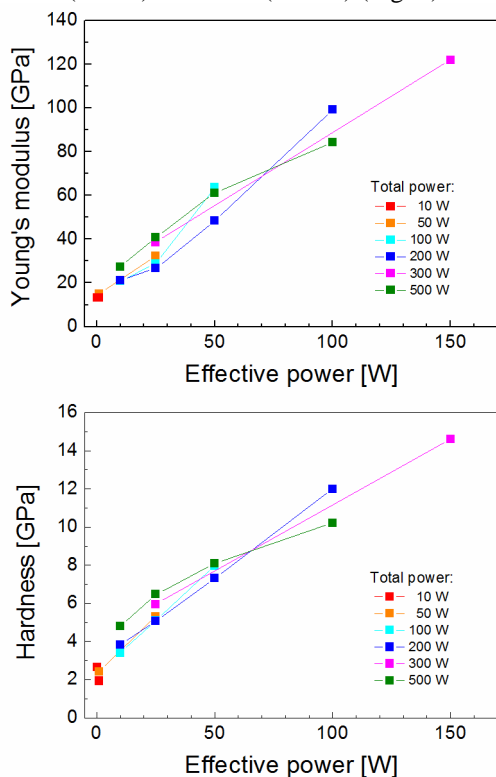 140
120
100
80
60
40
20
0
Young's modulus [GPa]
Total power:
10 W
50 W
100 W
200 W
300 W
500 W
0 50 100 150
Effective power [W]
16
14
12
10
8
6
4
2
0
Hardness [GPa]
Total power:
10 W
50 W
100 W
200 W
300 W
500 W
0 50 100 150
Effective power [W]